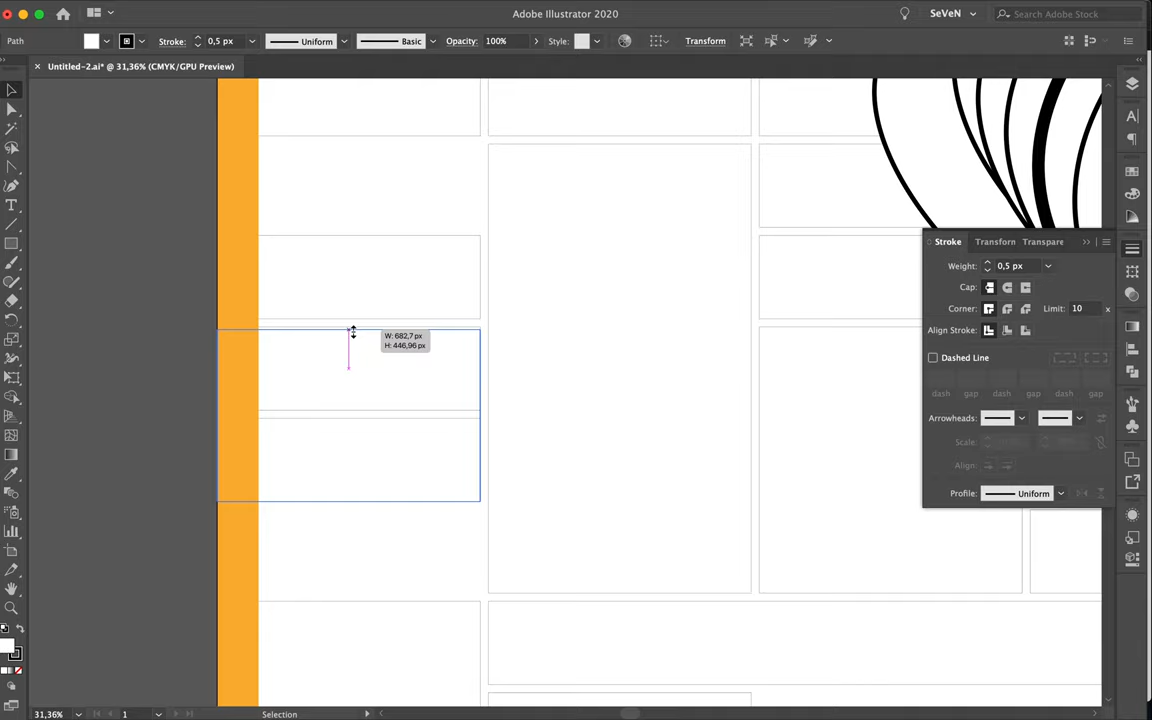 Adobe Illustrator 2020
SeVeN
Search Adobe Stock
Path
Stroke:
0,5 px
Uniform
Basic
Opacity:
100%
Style:
Transform
× Untitled-2.ai* @ 31,36% (CMYK/GPU Preview)
W: 682,7 px
H: 446,96 px
Stroke
Transform
Transpare
Weight:
0,5 px
Cap:
Corner:
Limit:
10
x
Align Stroke:
Dashed Line
dash
gap
dash
gap
dash
gap
Arrowheads:
Scale:
Align:
Profile:
Uniform
31,36%
1
Selection